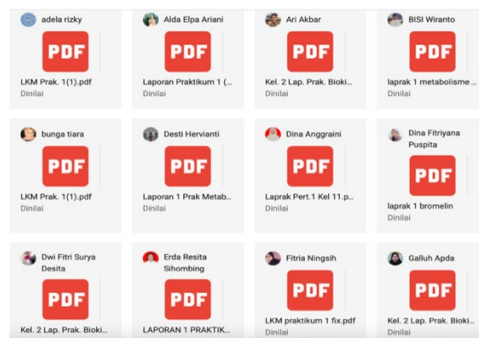 adela rizky
PDF
LKM Prak. 1(1).pdf
Dinilai
Alda Elpa Ariani
PDF
Laporan Praktikum 1 (...
Dinilai
Ari Akbar
PDF
Kel. 2 Lap. Prak. Bioki...
Dinilai
BISI Wiranto
PDF
laprak 1 metabolisme ...
Dinilai
bunga tiara
PDF
LKM Prak. 1(1).pdf
Dinilai
Desti Hervianti
PDF
Laporan 1 Prak Metab...
Dinilai
Dina Anggraini
PDF
Laprak Pert.1 Kel 11.p...
Dinilai
Dina Fitriyana
Puspita
PDF
laprak 1 bromelin
Dinilai
Dwi Fitri Surya
Desita
PDF
Kel. 2 Lap. Prak. Bioki...
Erda Resita
Sihombing
PDF
LAPORAN 1 PRAKTIK...
Fitria Ningsih
PDF
LKM praktikum 1 fix.pdf
Dinilai
Galluh Apda
PDF
Kel. 2 Lap. Prak. Bioki...
Dinilai